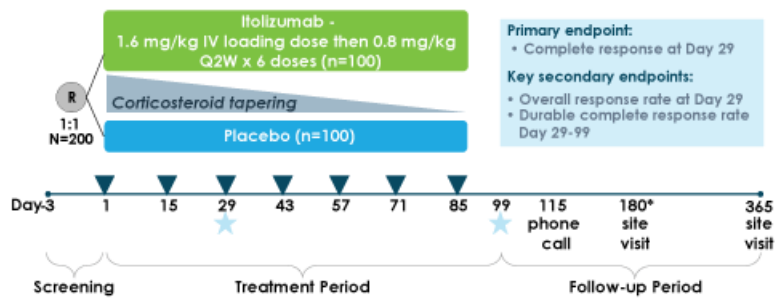 Itolizumab -
1.6 mg/kg IV loading dose then 0.8 mg/kg
Q2W x 6 doses (n=100)
R
1:1
N=200
Corticosteroid tapering
Placebo (n=100)
Primary endpoint:
• Complete response at Day 29
Key secondary endpoints:
• Overall response rate at Day 29
• Durable complete response rate
Day 29-99
Day-3 1 15 29 43 57 71 85 99 115 180* 365
phone site site
call visit visit
Screening Treatment Period Follow-up Period